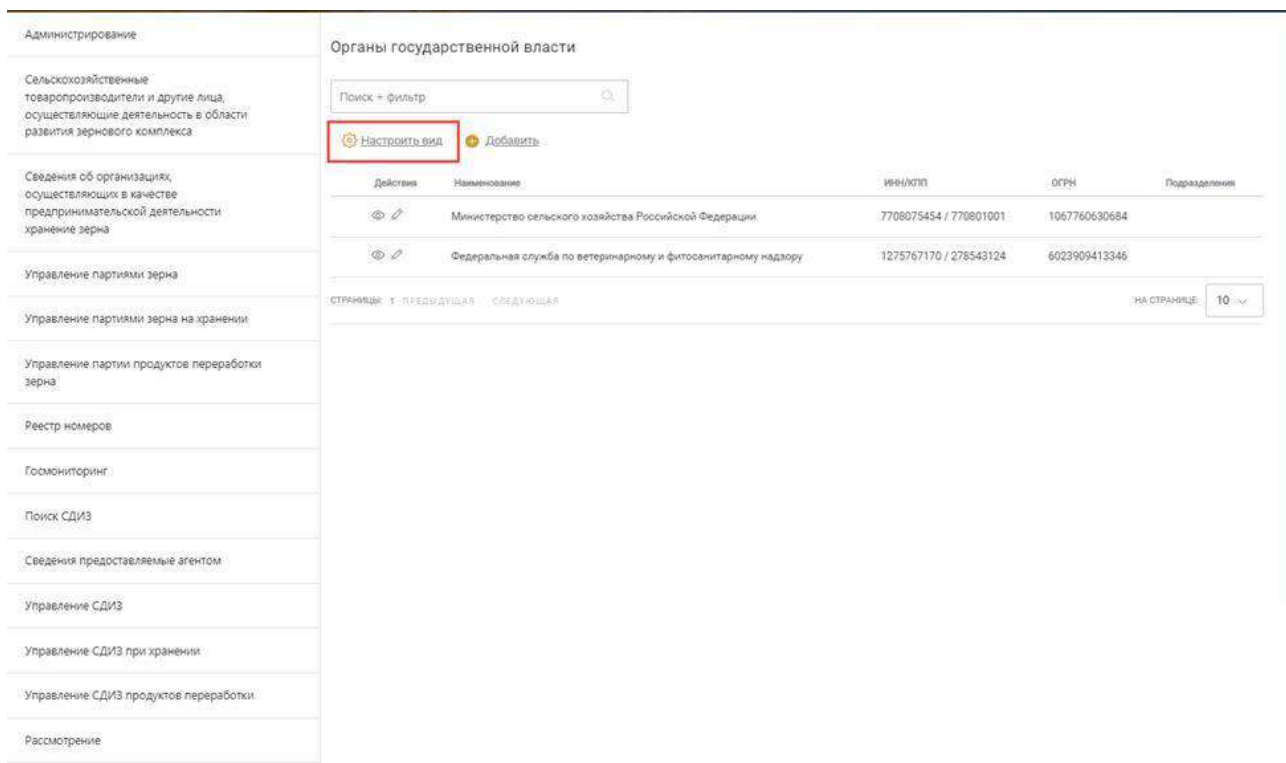 Администрирование
Сельскохозяйственные
товаропроизводители и другие лица,
осуществляющие деятельность в области
развития зернового комплекса
Сведения об организациях,
осуществляющих в качестве
предпринимательской деятельности
хранение зерна
Управление партиями зерна
Управление партиями зерна на хранении
Управление партии продуктов переработки
зерна
Реестр номеров
Госмониторинг
Поиск СДИЗ
Сведения предоставляемые агентом
Управление СДИЗ
Управление СДИЗ при хранении
Управление СДИЗ продуктов переработки
Рассмотрение
Органы государственной власти
Поиск + фильтр
Настроить вид Добавить
Действия Наименование ИНН/КПП ОГРН Подразделения
Министерство сельского хозяйства Российской Федерации 7708075454 / 770801001 1067760630684
Федеральная служба по ветеринарному и фитосанитарному надзору 1275767170 / 278543124 6023909413346
СТРАНИЦЫ: 1 ПРЕДЫДУЩАЯ СЛЕДУЮЩАЯ НА СТРАНИЦЕ 10